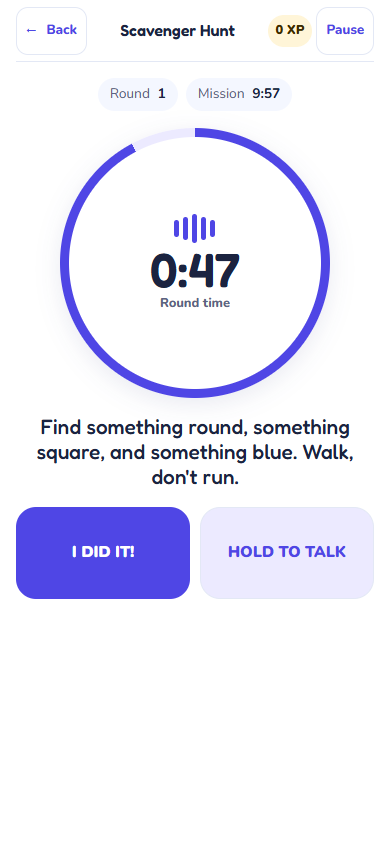 ← Back
Scavenger Hunt
0 XP
Pause
Round 1
Mission 9:57
0:47
Round time
Find something round, something
square, and something blue. Walk,
don't run.
I DID IT!
HOLD TO TALK